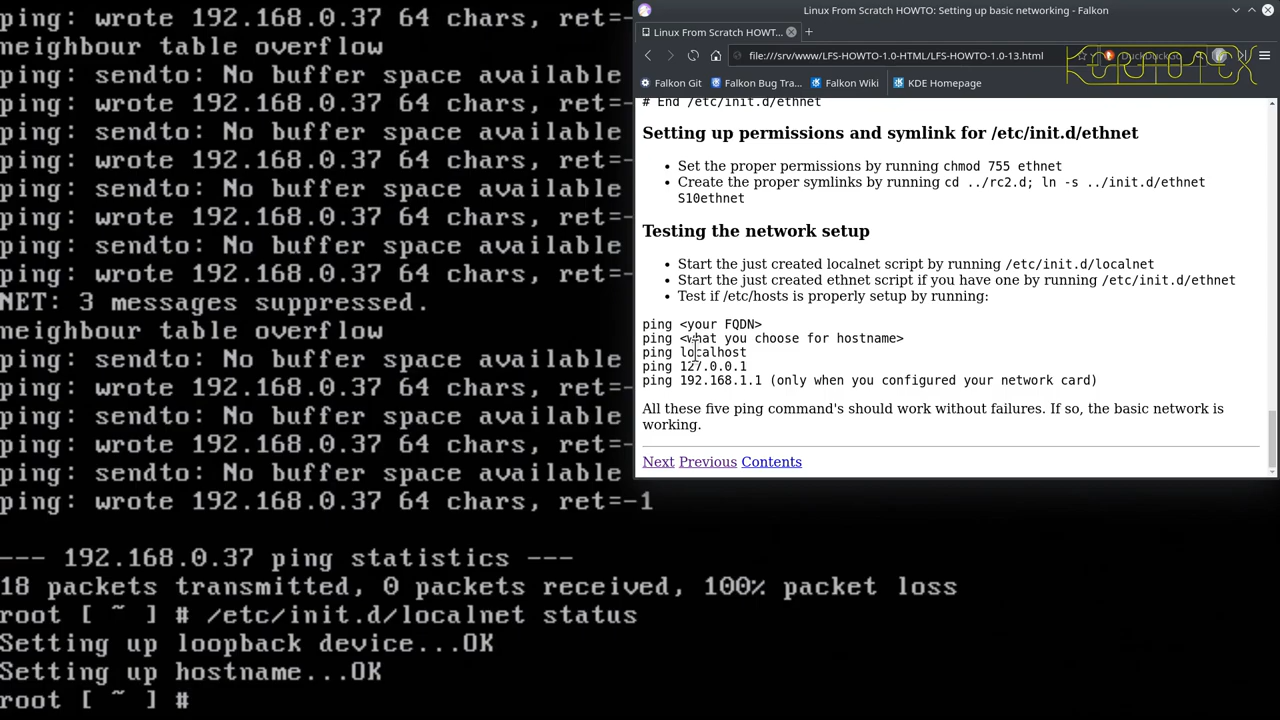 ping: wrote 192.168.0.37 64 chars, ret=-
neighbour table overflow
ping: sendto: No buffer space available
ping: wrote 192.168.0.37 64 chars, ret=-
ping: sendto: No buffer space available
ping: wrote 192.168.0.37 64 chars, ret=-
ping: sendto: No buffer space available
ping: wrote 192.168.0.37 64 chars, ret=-
ping: sendto: No buffer space available
ping: wrote 192.168.0.37 64 chars, ret=-
NET: 3 messages suppressed.
neighbour table overflow
ping: sendto: No buffer space available
ping: wrote 192.168.0.37 64 chars, ret=-
ping: sendto: No buffer space available
ping: wrote 192.168.0.37 64 chars, ret=-
ping: sendto: No buffer space available
ping: wrote 192.168.0.37 64 chars, ret=-1
--- 192.168.0.37 ping statistics ---
18 packets transmitted, 0 packets received, 100% packet loss
root [ ~ ] # /etc/init.d/localnet status
Setting up loopback device...OK
Setting up hostname...OK
root [ ~ ] #
Linux From Scratch HOWTO: Setting up basic networking - Falkon
Linux From Scratch HOWT...
file:///srv/www/LFS-HOWTO-1.0-HTML/LFS-HOWTO-1.0-13.html
Falkon Git Falkon Bug Tra... Falkon Wiki KDE Homepage
# End /etc/init.d/ethnet
Setting up permissions and symlink for /etc/init.d/ethnet
• Set the proper permissions by running chmod 755 ethnet
• Create the proper symlinks by running cd ../rc2.d; ln -s ../init.d/ethnet
S10ethnet
Testing the network setup
• Start the just created localnet script by running /etc/init.d/localnet
• Start the just created ethnet script if you have one by running /etc/init.d/ethnet
• Test if /etc/hosts is properly setup by running:
ping <your FQDN>
ping <what you choose for hostname>
ping localhost
ping 127.0.0.1
ping 192.168.1.1 (only when you configured your network card)
All these five ping command's should work without failures. If so, the basic network is
working.
Next Previous Contents